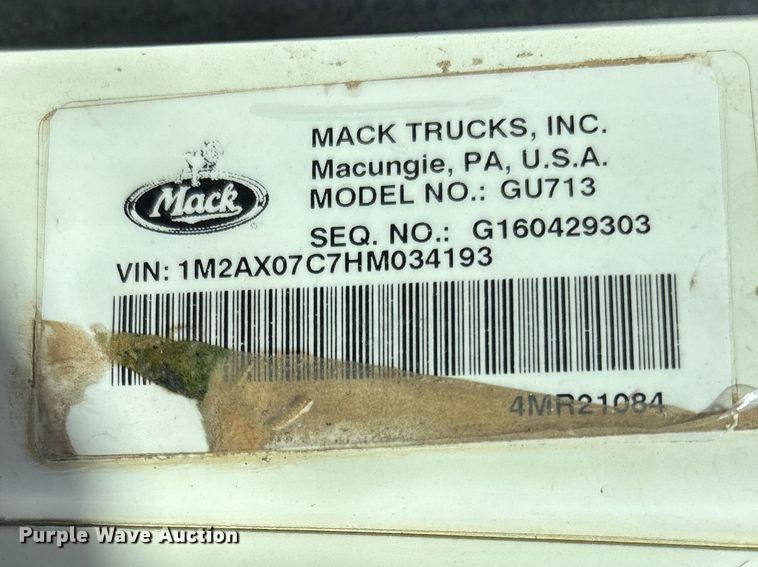 MACK TRUCKS, INC.
Macungie, PA, U.S.A.
MODEL NO.: GU713
SEQ. NO.: G160429303
Mack
VIN: 1M2AX07C7HM034193
4MR21084
Purple Wave Auction